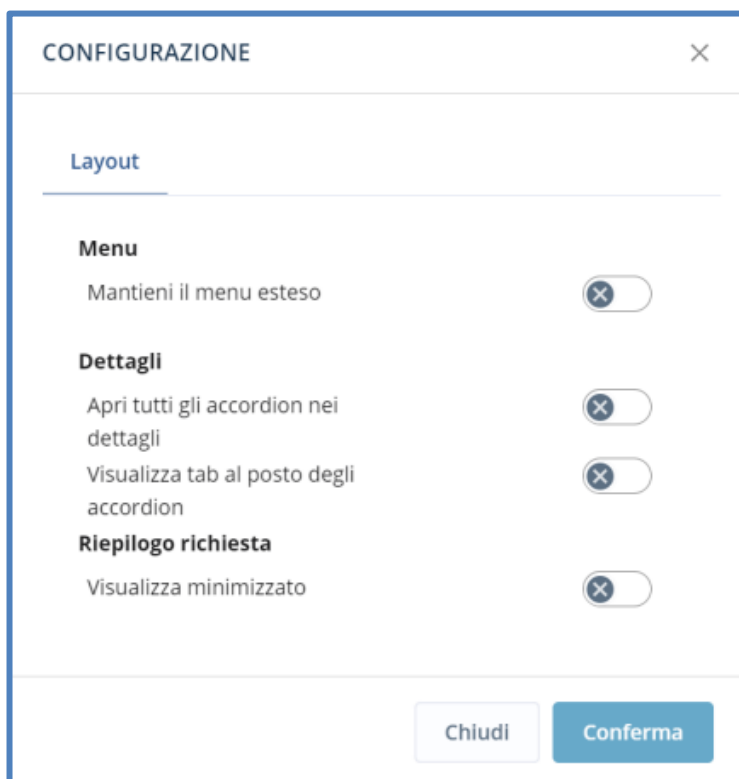 CONFIGURAZIONE
Layout
Menu
Mantieni il menu esteso
Dettagli
Apri tutti gli accordion nei
dettagli
Visualizza tab al posto degli
accordion
Riepilogo richiesta
Visualizza minimizzato
Chiudi
Conferma